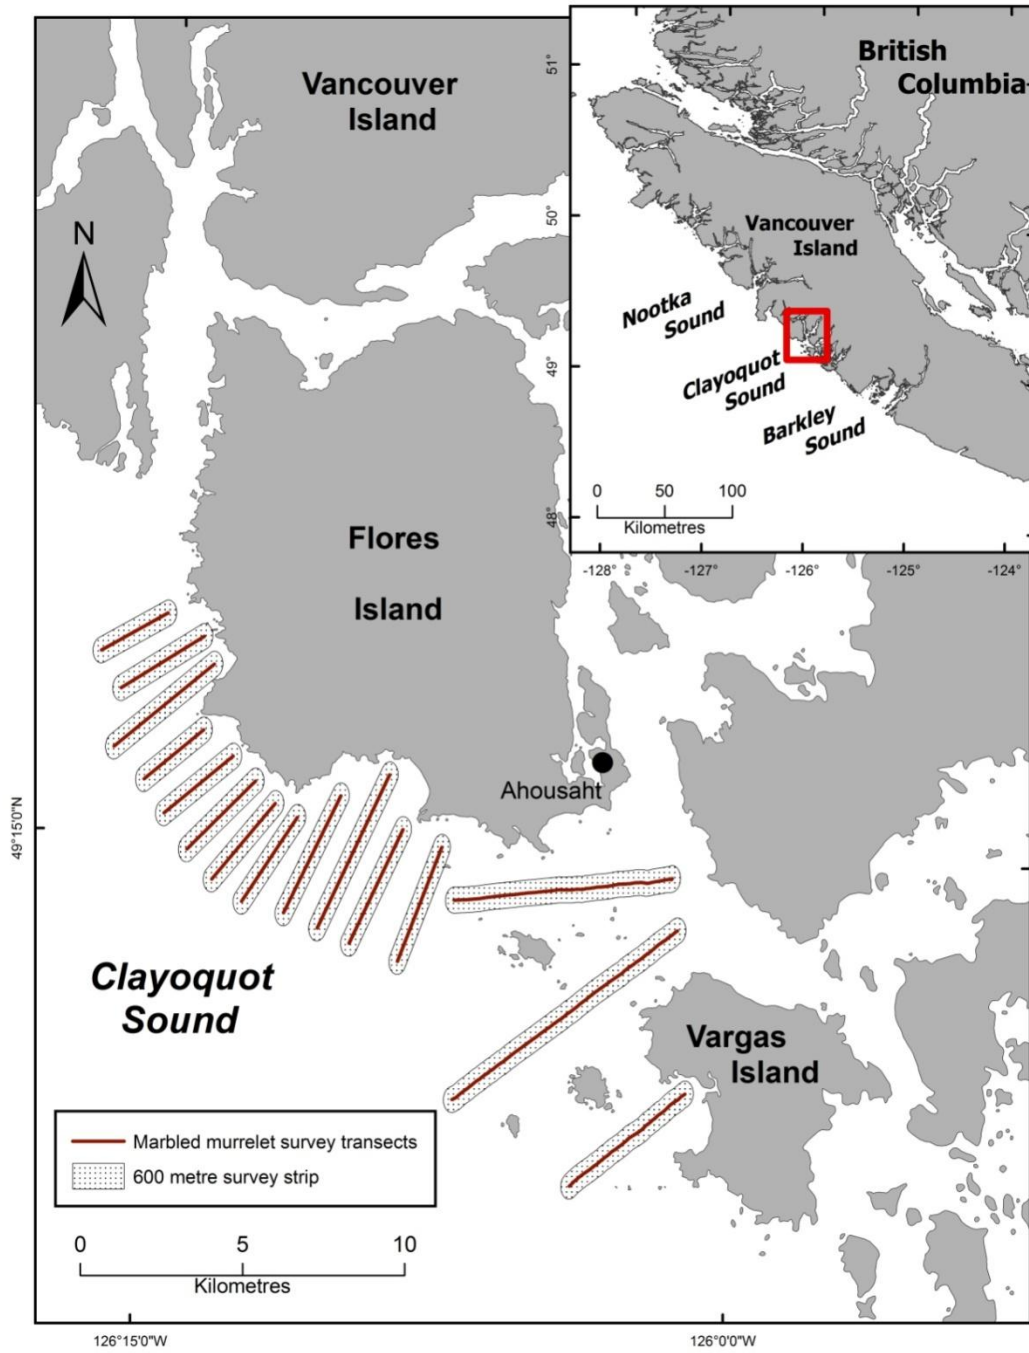 Vancouver
Island
N
Flores
Island
Ahousaht
Clayoquot
Sound
Vargas
Island
Marbled murrelet survey transects
600 metre survey strip
0 5 10
Kilometres
49°15'0"N
126°15'0"W
126°0'0"W
British
Columbia
Vancouver
Island
Nootka
Sound
Clayoquot
Sound
Barkley
Sound
0 50 100
Kilometres
51°
50°
49°
48°
-128° -127° -126° -125° -124°